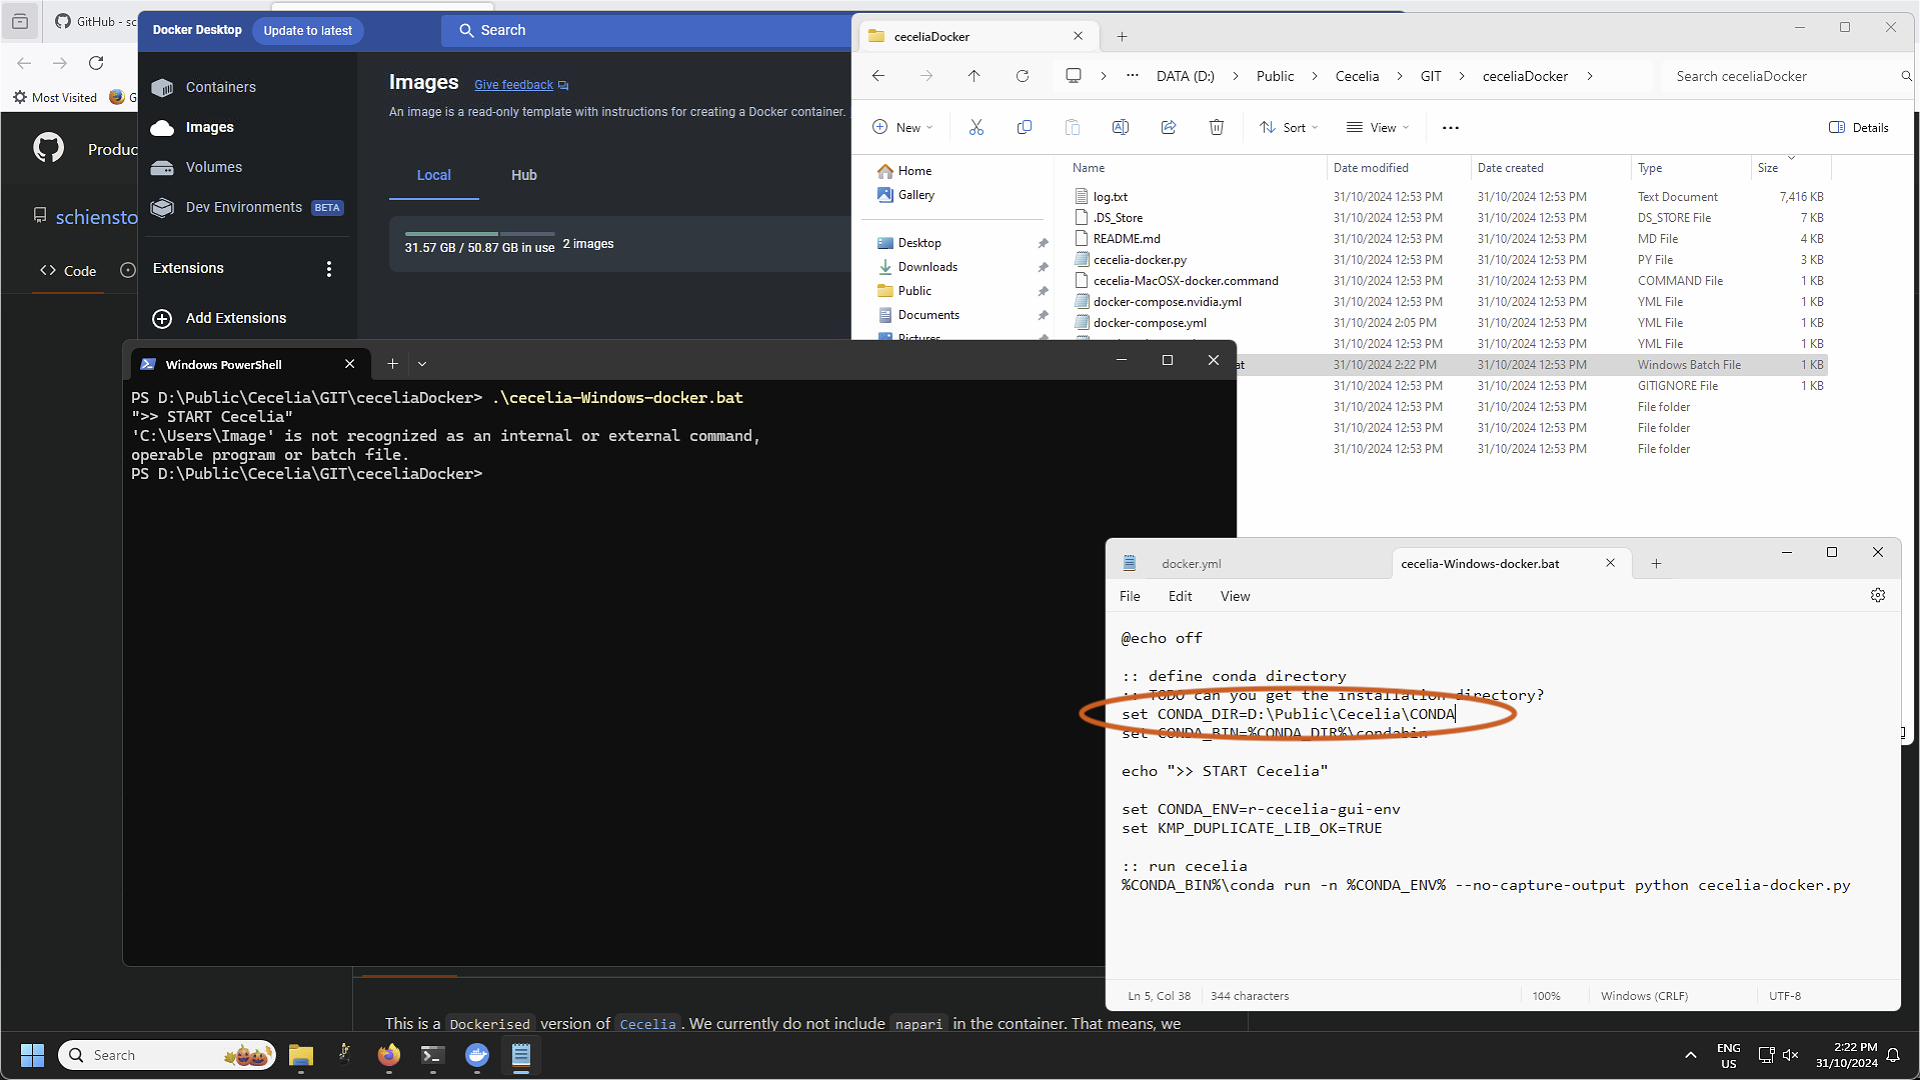 GitHub - sc
Most Visited
G
Produc
schiensto
Code
Docker Desktop
Update to latest
Search
Containers
Images
Volumes
Dev Environments BETA
Extensions
Add Extensions
Images Give feedback
An image is a read-only template with instructions for creating a Docker container.
Local Hub
31.57 GB / 50.87 GB in use 2 images
ceceliaDocker
DATA (D:) > Public > Cecelia > GIT > ceceliaDocker >
Search ceceliaDocker
New
Sort
View
Details
Home
Gallery
Desktop
Downloads
Public
Documents
Pictures
Name Date modified Date created Type Size
log.txt 31/10/2024 12:53 PM 31/10/2024 12:53 PM Text Document 7,416 KB
.DS_Store 31/10/2024 12:53 PM 31/10/2024 12:53 PM DS_STORE File 7 KB
README.md 31/10/2024 12:53 PM 31/10/2024 12:53 PM MD File 4 KB
cecelia-docker.py 31/10/2024 12:53 PM 31/10/2024 12:53 PM PY File 3 KB
cecelia-MacOSX-docker.command 31/10/2024 12:53 PM 31/10/2024 12:53 PM COMMAND File 1 KB
docker-compose.nvidia.yml 31/10/2024 12:53 PM 31/10/2024 12:53 PM YML File 1 KB
docker-compose.yml 31/10/2024 2:05 PM 31/10/2024 12:53 PM YML File 1 KB
31/10/2024 12:53 PM 31/10/2024 12:53 PM YML File 1 KB
at 31/10/2024 2:22 PM 31/10/2024 12:53 PM Windows Batch File 1 KB
31/10/2024 12:53 PM 31/10/2024 12:53 PM GITIGNORE File 1 KB
31/10/2024 12:53 PM 31/10/2024 12:53 PM File folder
31/10/2024 12:53 PM 31/10/2024 12:53 PM File folder
31/10/2024 12:53 PM 31/10/2024 12:53 PM File folder
Windows PowerShell
PS D:\Public\Cecelia\GIT\ceceliaDocker> .\cecelia-Windows-docker.bat
">> START Cecelia"
'C:\Users\Image' is not recognized as an internal or external command,
operable program or batch file.
PS D:\Public\Cecelia\GIT\ceceliaDocker>
docker.yml
cecelia-Windows-docker.bat
File Edit View
@echo off
:: define conda directory
:: TODO can you get the installation directory?
set CONDA_DIR=D:\Public\Cecelia\CONDA
set CONDA_BIN=%CONDA_DIR%\condabin
echo ">> START Cecelia"
set CONDA_ENV=r-cecelia-gui-env
set KMP_DUPLICATE_LIB_OK=TRUE
:: run cecelia
%CONDA_BIN%\conda run -n %CONDA_ENV% --no-capture-output python cecelia-docker.py
Ln 5, Col 38 344 characters 100% Windows (CRLF) UTF-8
This is a Dockerised version of Cecelia. We currently do not include napari in the container. That means, we
Search
ENG
US
2:22 PM
31/10/2024